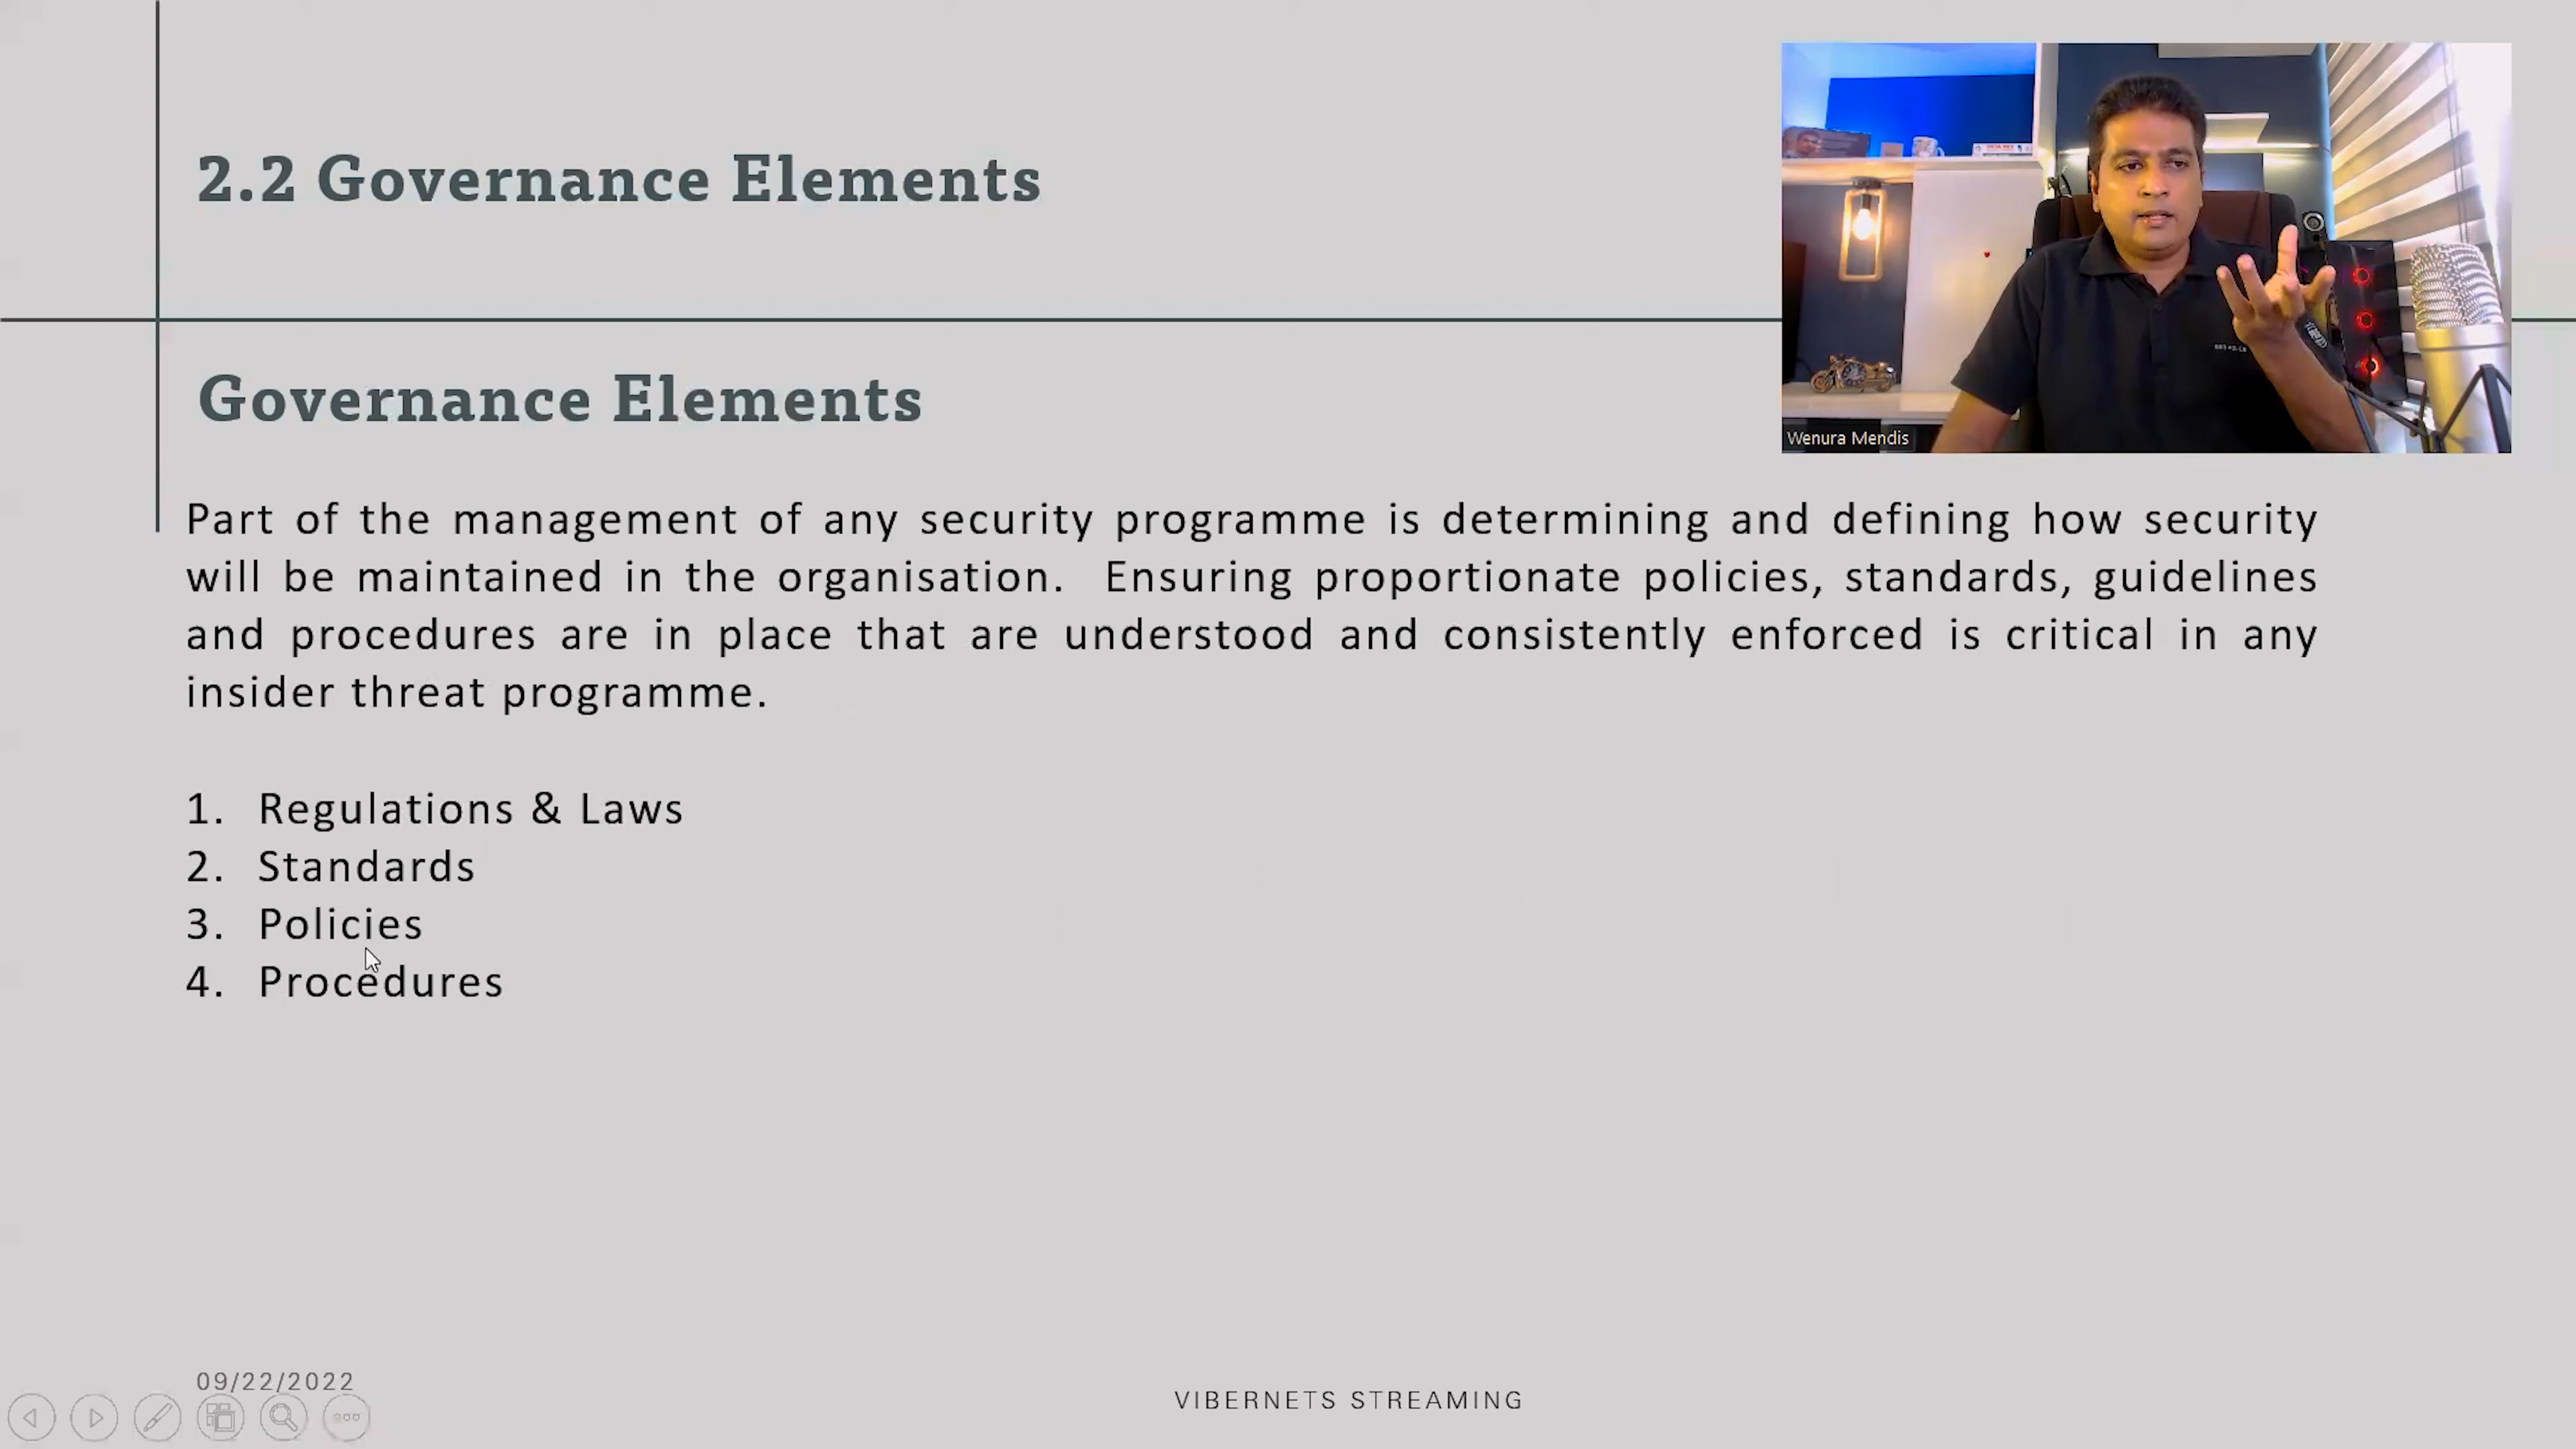 2.2 Governance Elements
Wenura Mendis
Governance Elements
Part of the management of any security programme is determining and defining how security
will be maintained in the organisation. Ensuring proportionate policies, standards, guidelines
and procedures are in place that are understood and consistently enforced is critical in any
insider threat programme.
1. Regulations & Laws
2. Standards
3. Policies
4. Procedures
09/22/2022
VIBERNETS STREAMING